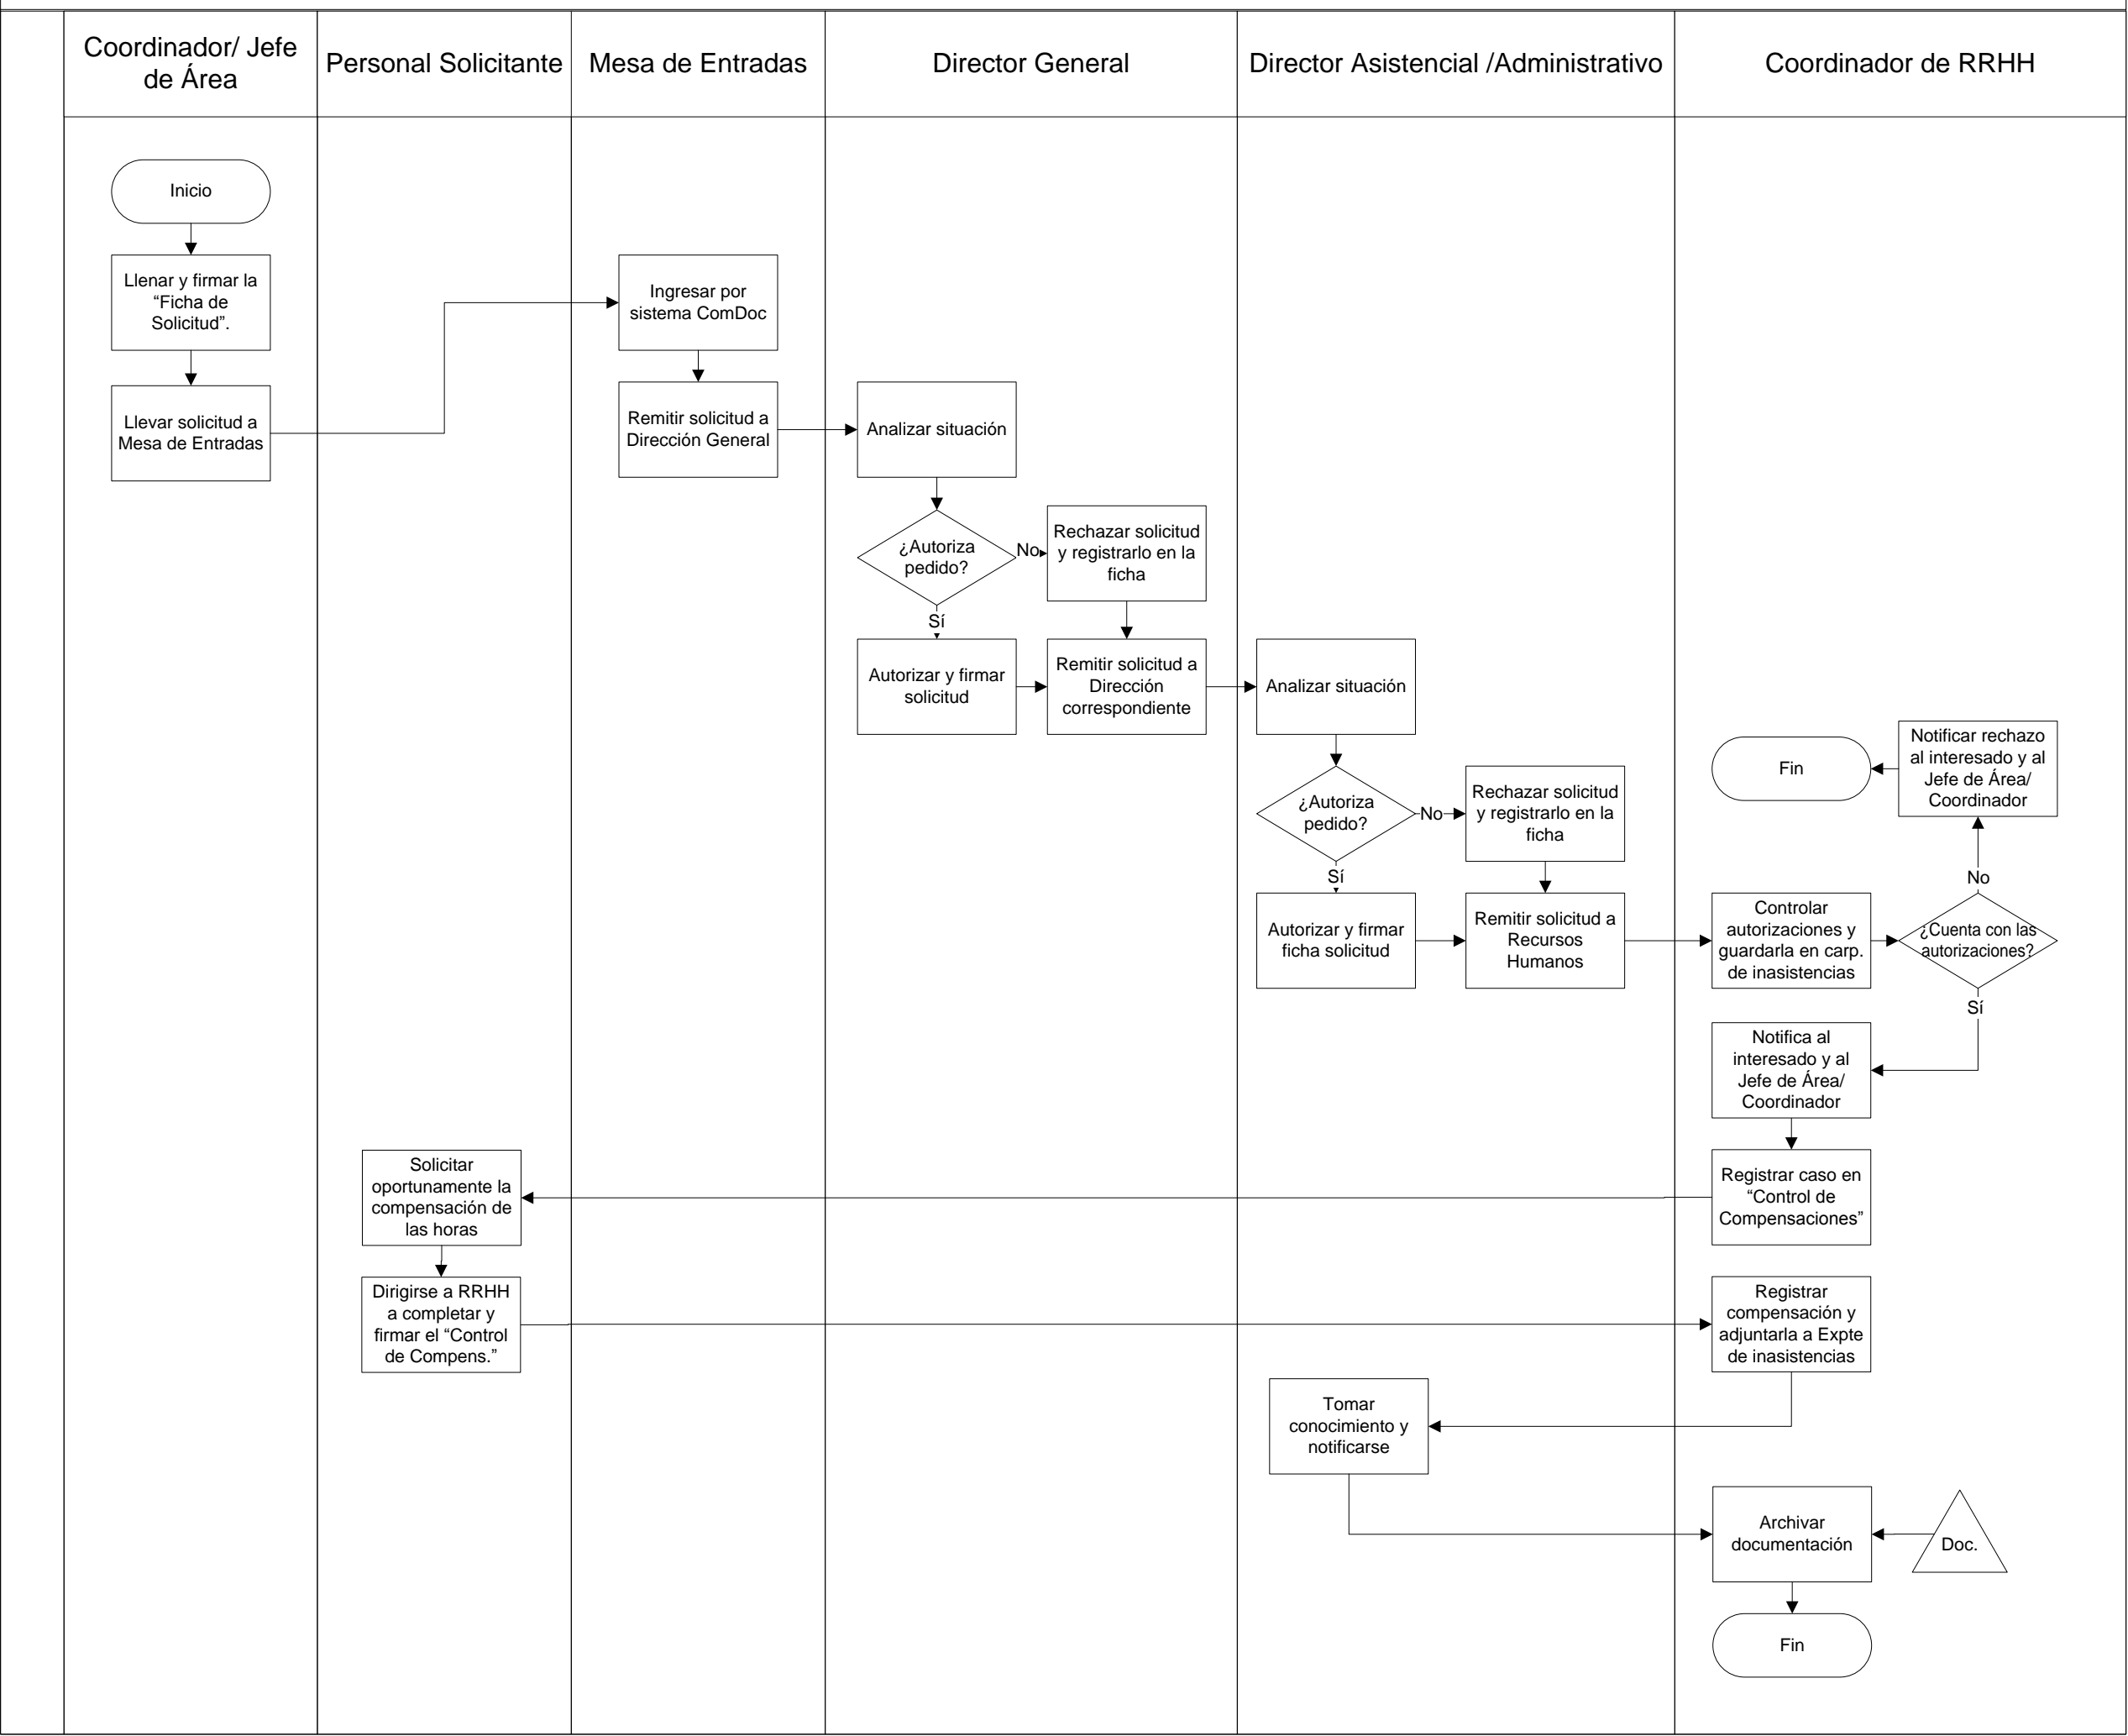 Coordinador/ Jefe
de Área
Personal Solicitante
Mesa de Entradas
Director General
Director Asistencial /Administrativo
Coordinador de RRHH
Inicio
Llenar y firmar la
“Ficha de
Solicitud”.
Llevar solicitud a
Mesa de Entradas
Ingresar por
sistema ComDoc
Remitir solicitud a
Dirección General
Analizar situación
¿Autoriza
pedido?
No
Rechazar solicitud
y registrarlo en la
ficha
Sí
Autorizar y firmar
solicitud
Remitir solicitud a
Dirección
correspondiente
Analizar situación
¿Autoriza
pedido?
No
Rechazar solicitud
y registrarlo en la
ficha
Sí
Autorizar y firmar
ficha solicitud
Remitir solicitud a
Recursos
Humanos
Controlar
autorizaciones y
guardarla en carp.
de inasistencias
¿Cuenta con las
autorizaciones?
No
Notificar rechazo
al interesado y al
Jefe de Área/
Coordinador
Fin
Sí
Notifica al
interesado y al
Jefe de Área/
Coordinador
Registrar caso en
“Control de
Compensaciones”
Solicitar
oportunamente la
compensación de
las horas
Dirigirse a RRHH
a completar y
firmar el “Control
de Compens.”
Registrar
compensación y
adjuntarla a Expte
de inasistencias
Tomar
conocimiento y
notificarse
Archivar
documentación
Doc.
Fin